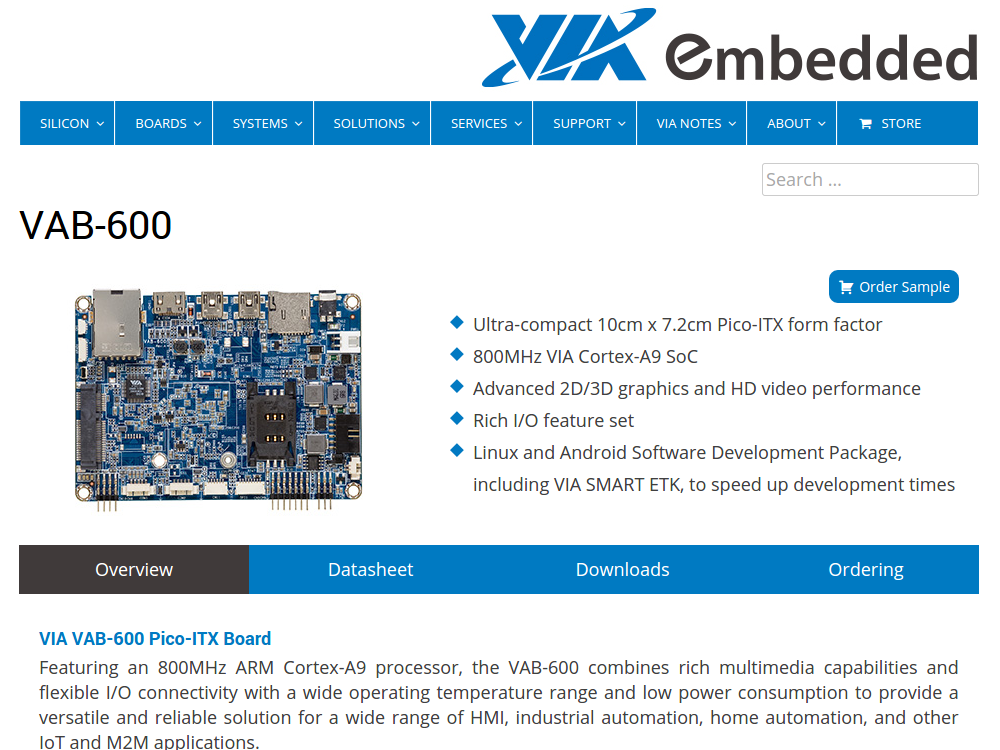 VIA embedded
SILICON
BOARDS
SYSTEMS
SOLUTIONS
SERVICES
SUPPORT
VIA NOTES
ABOUT
STORE
Search ...
VAB-600
Order Sample
Ultra-compact 10cm x 7.2cm Pico-ITX form factor
800MHz VIA Cortex-A9 SoC
Advanced 2D/3D graphics and HD video performance
Rich I/O feature set
Linux and Android Software Development Package,
including VIA SMART ETK, to speed up development times
Overview
Datasheet
Downloads
Ordering
VIA VAB-600 Pico-ITX Board
Featuring an 800MHz ARM Cortex-A9 processor, the VAB-600 combines rich multimedia capabilities and
flexible I/O connectivity with a wide operating temperature range and low power consumption to provide a
versatile and reliable solution for a wide range of HMI, industrial automation, home automation, and other
IoT and M2M applications.